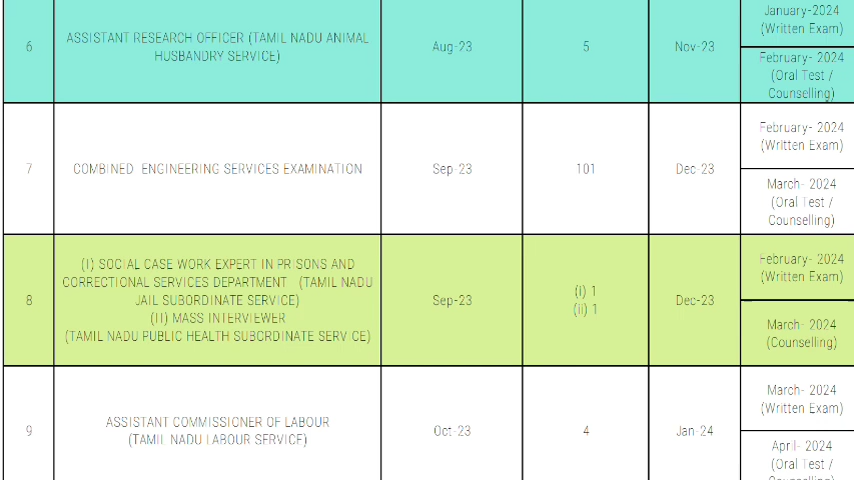 6
ASSISTANT RESEARCH OFFICER (TAMIL NADU ANIMAL
HUSBANDRY SERVICE)
Aug-23
5
Nov-23
January-2024
(Written Exam)
February- 2024
(Oral Test /
Counselling)
7
COMBINED ENGINEERING SERVICES EXAMINATION
Sep-23
101
Dec-23
February- 2024
(Written Exam)
March- 2024
(Oral Test /
Counselling)
8
(I) SOCIAL CASE WORK EXPERT IN PRISONS AND
CORRECTIONAL SERVICES DEPARTMENT (TAMIL NADU
JAIL SUBORDINATE SERVICE)
(II) MASS INTERVIEWER
(TAMIL NADU PUBLIC HEALTH SUBORDINATE SERVICE)
Sep-23
(i) 1
(ii) 1
Dec-23
February- 2024
(Written Exam)
March- 2024
(Counselling)
9
ASSISTANT COMMISSIONER OF LABOUR
(TAMIL NADU LABOUR SERVICE)
Oct-23
4
Jan-24
March- 2024
(Written Exam)
April- 2024
(Oral Test /
Counselling)